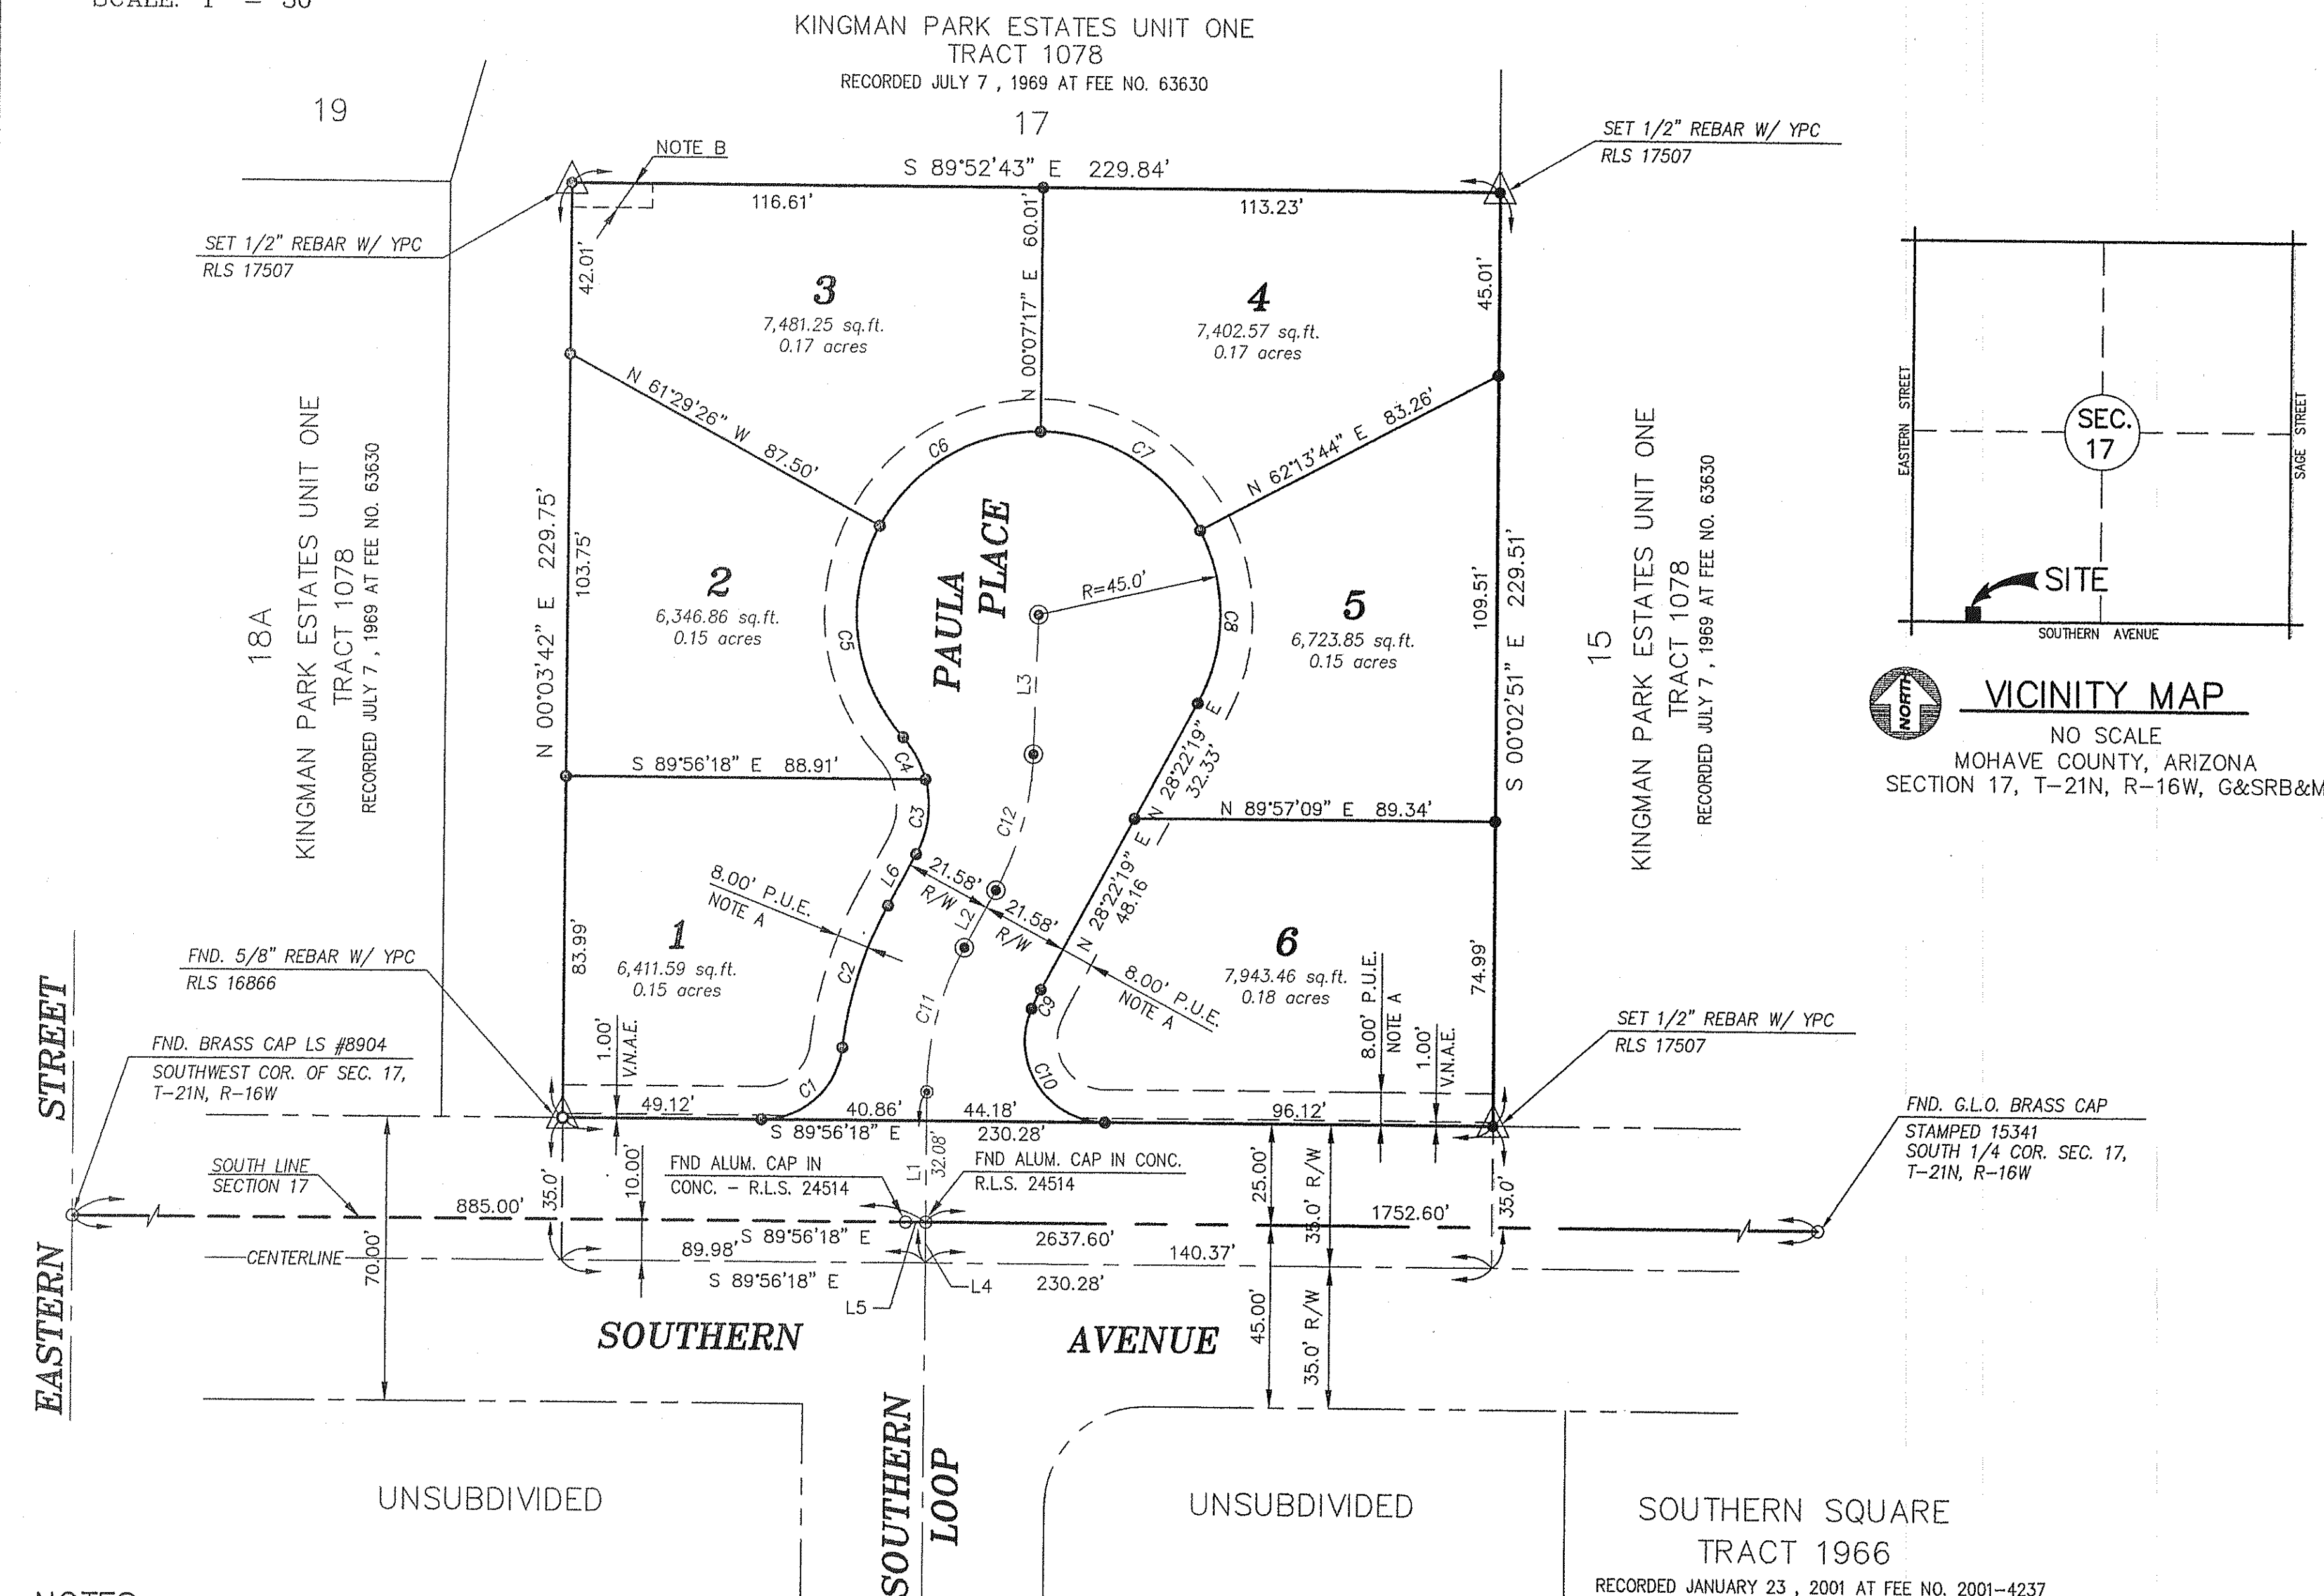 SCALE: 1" = 30'
KINGMAN PARK ESTATES UNIT ONE
TRACT 1078
RECORDED JULY 7 , 1969 AT FEE NO. 63630
19
17
NOTE B
S 89°52'43" E 229.84'
116.61'
113.23'
SET 1/2" REBAR W/ YPC
RLS 17507
SET 1/2" REBAR W/ YPC
RLS 17507
42.01'
N 00°07'17" E 60.01'
45.01'
3
7,481.25 sq.ft.
0.17 acres
4
7,402.57 sq.ft.
0.17 acres
N 61°29'26" W 87.50'
N 62°13'44" E 83.26'
C6
C7
18A
KINGMAN PARK ESTATES UNIT ONE
TRACT 1078
RECORDED JULY 7 , 1969 AT FEE NO. 63630
N 00°03'42" E 229.75'
103.75'
2
6,346.86 sq.ft.
0.15 acres
C5
PAULA
PLACE
R=45.0'
C8
L3
5
6,723.85 sq.ft.
0.15 acres
109.51'
S 00°02'51" E 229.51'
15
KINGMAN PARK ESTATES UNIT ONE
TRACT 1078
RECORDED JULY 7 , 1969 AT FEE NO. 63630
EASTERN STREET
SEC.
17
SAGE STREET
SITE
SOUTHERN AVENUE
NORTH
VICINITY MAP
NO SCALE
MOHAVE COUNTY, ARIZONA
SECTION 17, T-21N, R-16W, G&SRB&M
S 89°56'18" E 88.91'
C4
C3
C12
N 28°22'19" E
32.33'
N 89°57'09" E 89.34'
N 28°22'19" E
48.16
L6
21.58'
R/W
L2
21.58'
R/W
8.00' P.U.E.
NOTE A
8.00' P.U.E.
NOTE A
83.99'
1
6,411.59 sq.ft.
0.15 acres
C2
C11
C9
6
7,943.46 sq.ft.
0.18 acres
8.00' P.U.E.
NOTE A
74.99'
FND. 5/8" REBAR W/ YPC
RLS 16866
SET 1/2" REBAR W/ YPC
RLS 17507
1.00'
V.N.A.E.
1.00'
V.N.A.E.
C1
C10
EASTERN STREET
FND. BRASS CAP LS #8904
SOUTHWEST COR. OF SEC. 17,
T-21N, R-16W
49.12'
40.86'
44.18'
96.12'
S 89°56'18" E 230.28'
FND. G.L.O. BRASS CAP
STAMPED 15341
SOUTH 1/4 COR. SEC. 17,
T-21N, R-16W
SOUTH LINE
SECTION 17
FND ALUM. CAP IN
CONC. - R.L.S. 24514
L1
32.08'
FND ALUM. CAP IN CONC.
R.L.S. 24514
885.00'
35.0'
10.00'
25.00'
35.0' R/W
1752.60'
35.0'
S 89°56'18" E
2637.60'
CENTERLINE
70.00'
89.98'
140.37'
S 89°56'18" E
230.28'
L5
L4
45.00'
35.0' R/W
SOUTHERN AVENUE
SOUTHERN
LOOP
UNSUBDIVIDED
UNSUBDIVIDED
SOUTHERN SQUARE
TRACT 1966
RECORDED JANUARY 23 , 2001 AT FEE NO. 2001-4237
NOTES